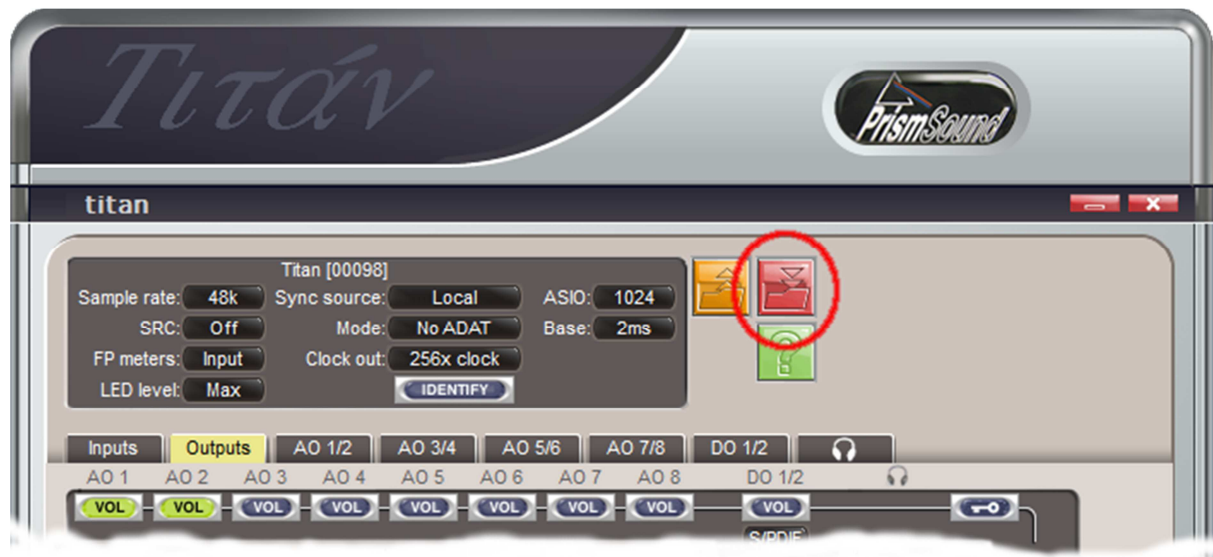 Τιτάν
PrismSound
titan
Titan [00098]
Sample rate: 48k Sync source: Local ASIO: 1024
SRC: Off Mode: No ADAT Base: 2ms
FP meters: Input Clock out: 256x clock
LED level: Max IDENTIFY
Inputs Outputs AO 1/2 AO 3/4 AO 5/6 AO 7/8 DO 1/2
AO 1 AO 2 AO 3 AO 4 AO 5 AO 6 AO 7 AO 8 DO 1/2
VOL VOL VOL VOL VOL VOL VOL VOL VOL
S/PDIF